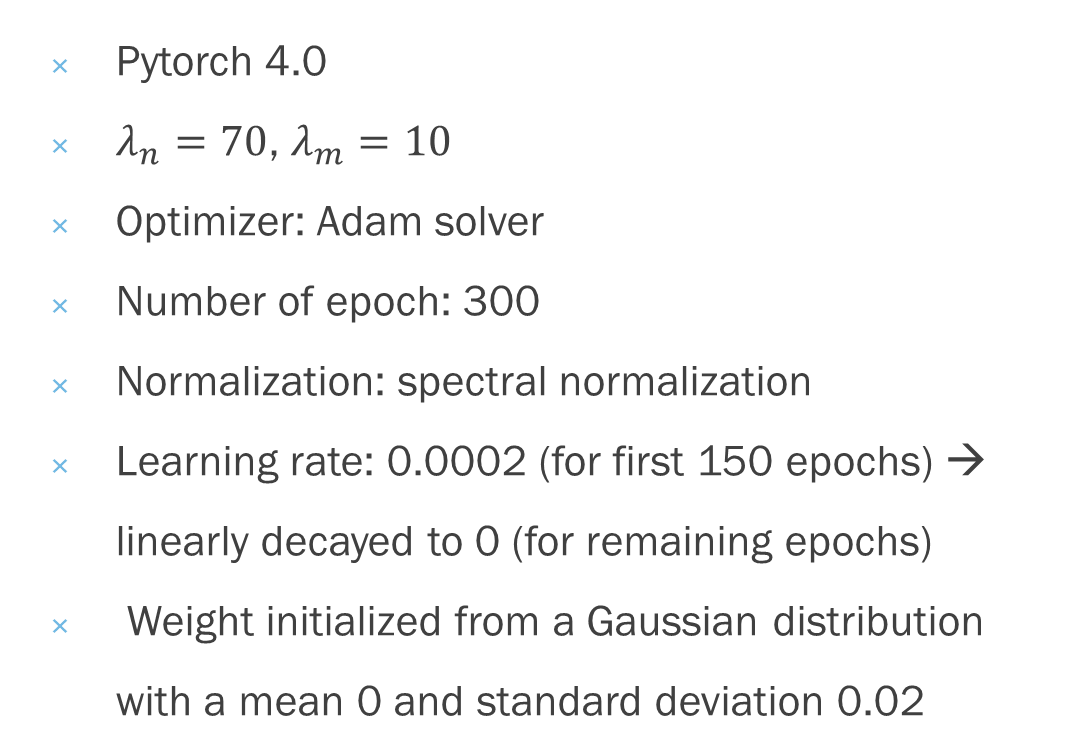 × Pytorch 4.0
× λn = 70, λm = 10
× Optimizer: Adam solver
× Number of epoch: 300
× Normalization: spectral normalization
× Learning rate: 0.0002 (for first 150 epochs) →
linearly decayed to 0 (for remaining epochs)
× Weight initialized from a Gaussian distribution
with a mean 0 and standard deviation 0.02